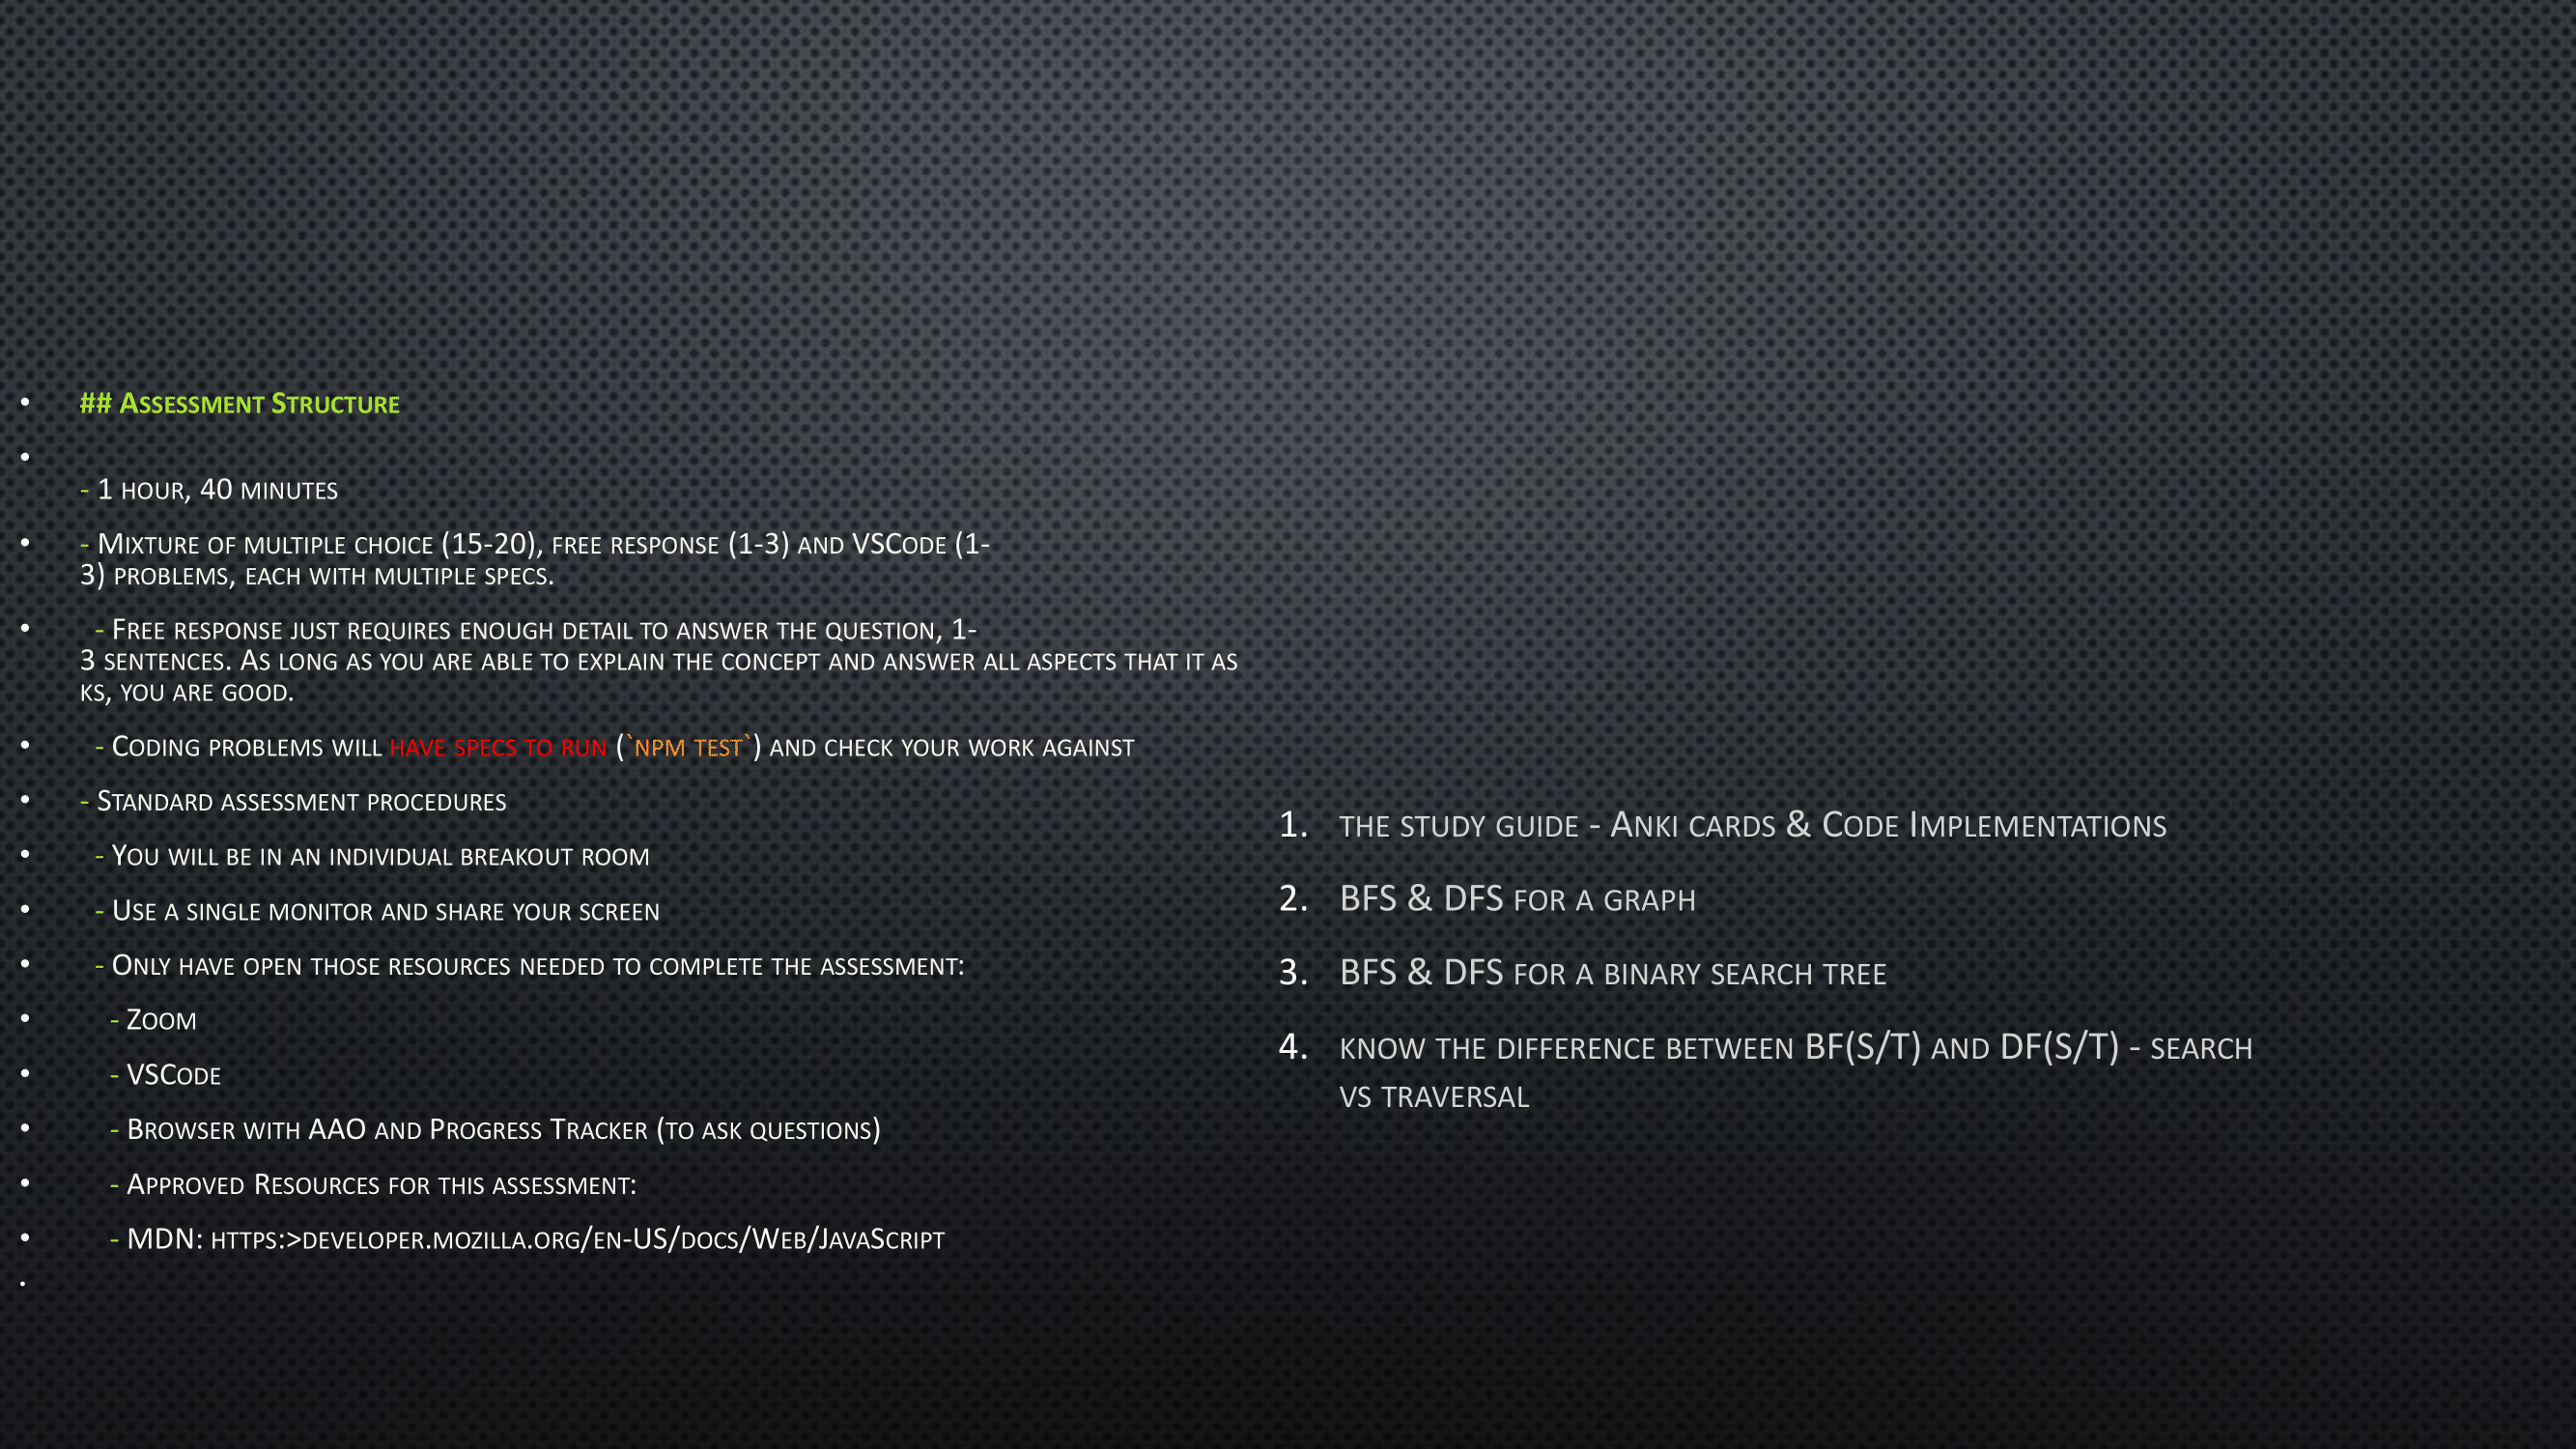 • ## Assessment Structure
•
- 1 hour, 40 minutes
• - Mixture of multiple choice (15-20), free response (1-
3) problems, each with multiple specs.
• - Free response just requires enough detail to answer the question, 1-
3 sentences. As long as you are able to explain the concept and answer all aspects that it as
ks, you are good.
• - Coding problems will have specs to run (`npm test`) and check your work against
• - Standard assessment procedures
• - You will be in an individual breakout room
• - Use a single monitor and share your screen
• - Only have open those resources needed to complete the assessment:
• - Zoom
• - VSCode
• - Browser with AAO and Progress Tracker (to ask questions)
• - Approved Resources for this assessment:
• - MDN: https:>developer.mozilla.org/en-US/docs/Web/JavaScript
•
1. the study guide - Anki cards & Code Implementations
2. BFS & DFS for a graph
3. BFS & DFS for a binary search tree
4. know the difference between BF(S/T) and DF(S/T) - search
vs traversal